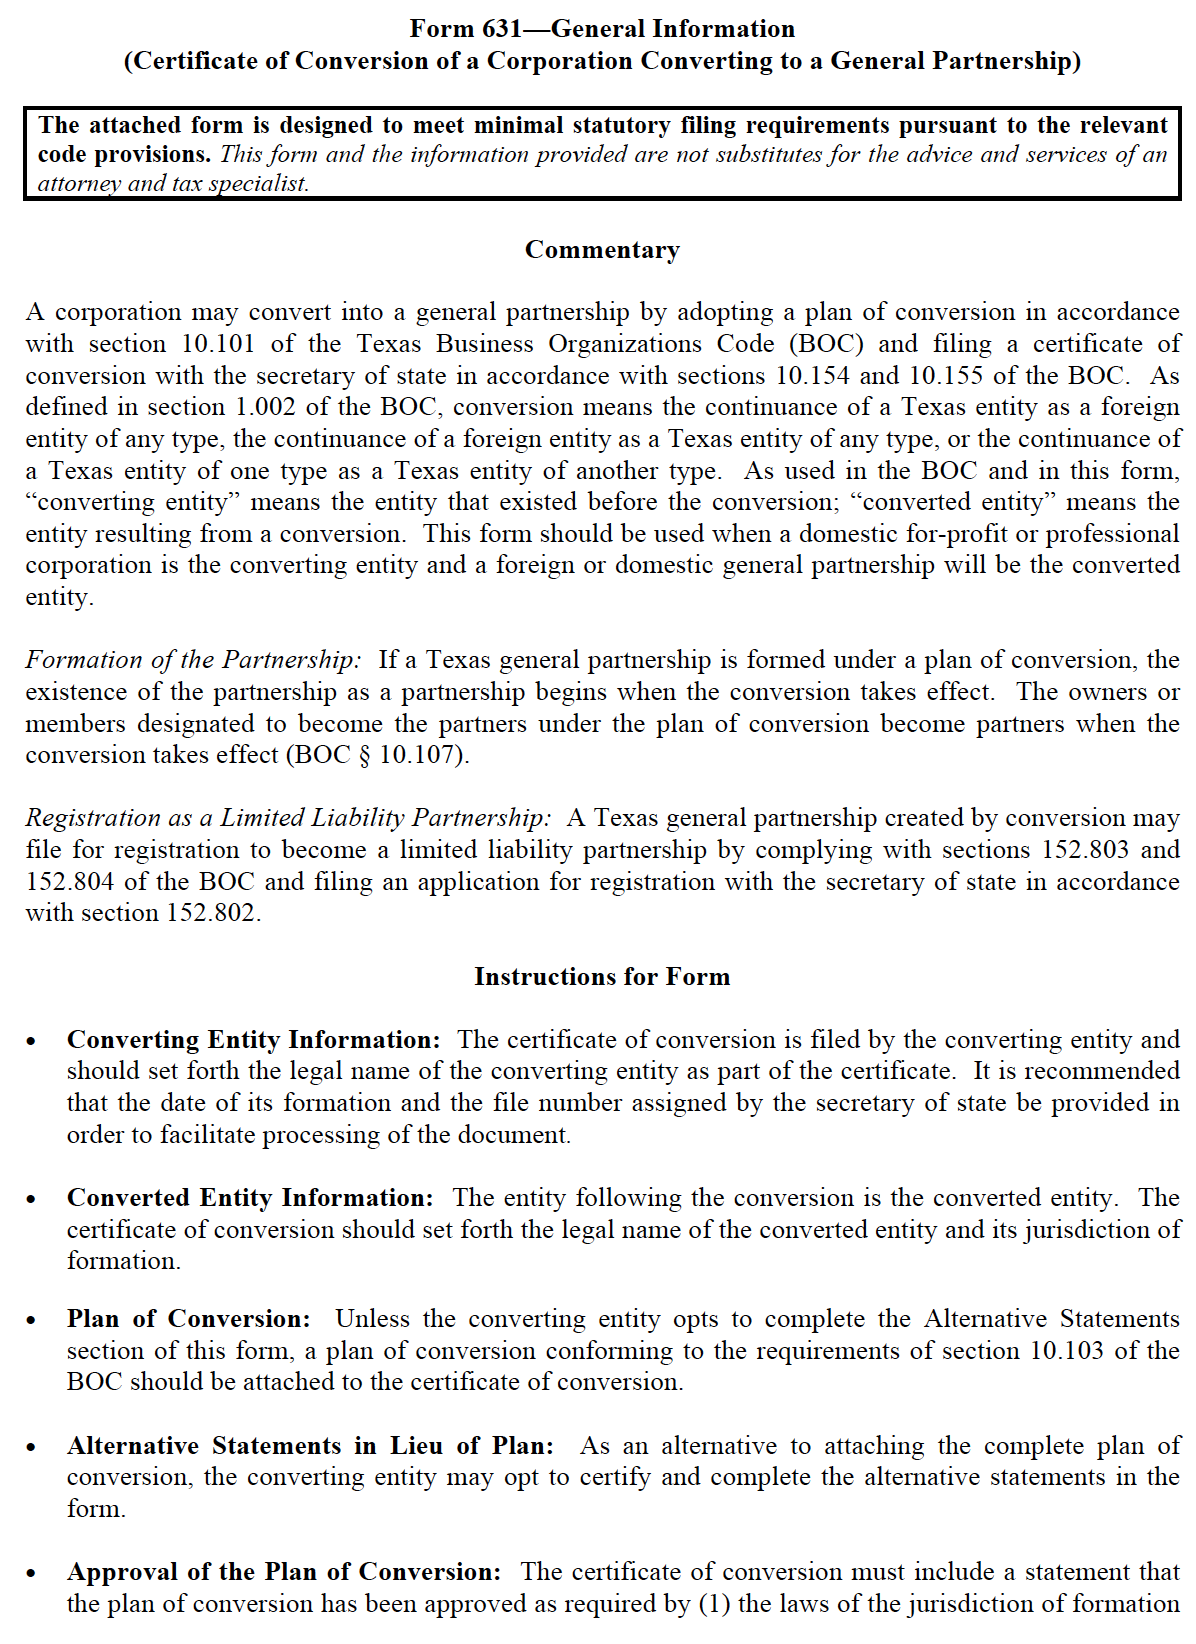 Form 631—General Information
(Certificate of Conversion of a Corporation Converting to a General Partnership)
The attached form is designed to meet minimal statutory filing requirements pursuant to the relevant
code provisions. This form and the information provided are not substitutes for the advice and services of an
attorney and tax specialist.
Commentary
A corporation may convert into a general partnership by adopting a plan of conversion in accordance
with section 10.101 of the Texas Business Organizations Code (BOC) and filing a certificate of
conversion with the secretary of state in accordance with sections 10.154 and 10.155 of the BOC. As
defined in section 1.002 of the BOC, conversion means the continuance of a Texas entity as a foreign
entity of any type, the continuance of a foreign entity as a Texas entity of any type, or the continuance of
a Texas entity of one type as a Texas entity of another type. As used in the BOC and in this form,
“converting entity” means the entity that existed before the conversion; “converted entity” means the
entity resulting from a conversion. This form should be used when a domestic for-profit or professional
corporation is the converting entity and a foreign or domestic general partnership will be the converted
entity.
Formation of the Partnership: If a Texas general partnership is formed under a plan of conversion, the
existence of the partnership as a partnership begins when the conversion takes effect. The owners or
members designated to become the partners under the plan of conversion become partners when the
conversion takes effect (BOC § 10.107).
Registration as a Limited Liability Partnership: A Texas general partnership created by conversion may
file for registration to become a limited liability partnership by complying with sections 152.803 and
152.804 of the BOC and filing an application for registration with the secretary of state in accordance
with section 152.802.
Instructions for Form
• Converting Entity Information: The certificate of conversion is filed by the converting entity and
should set forth the legal name of the converting entity as part of the certificate. It is recommended
that the date of its formation and the file number assigned by the secretary of state be provided in
order to facilitate processing of the document.
• Converted Entity Information: The entity following the conversion is the converted entity. The
certificate of conversion should set forth the legal name of the converted entity and its jurisdiction of
formation.
• Plan of Conversion: Unless the converting entity opts to complete the Alternative Statements
section of this form, a plan of conversion conforming to the requirements of section 10.103 of the
BOC should be attached to the certificate of conversion.
• Alternative Statements in Lieu of Plan: As an alternative to attaching the complete plan of
conversion, the converting entity may opt to certify and complete the alternative statements in the
form.
• Approval of the Plan of Conversion: The certificate of conversion must include a statement that
the plan of conversion has been approved as required by (1) the laws of the jurisdiction of formation